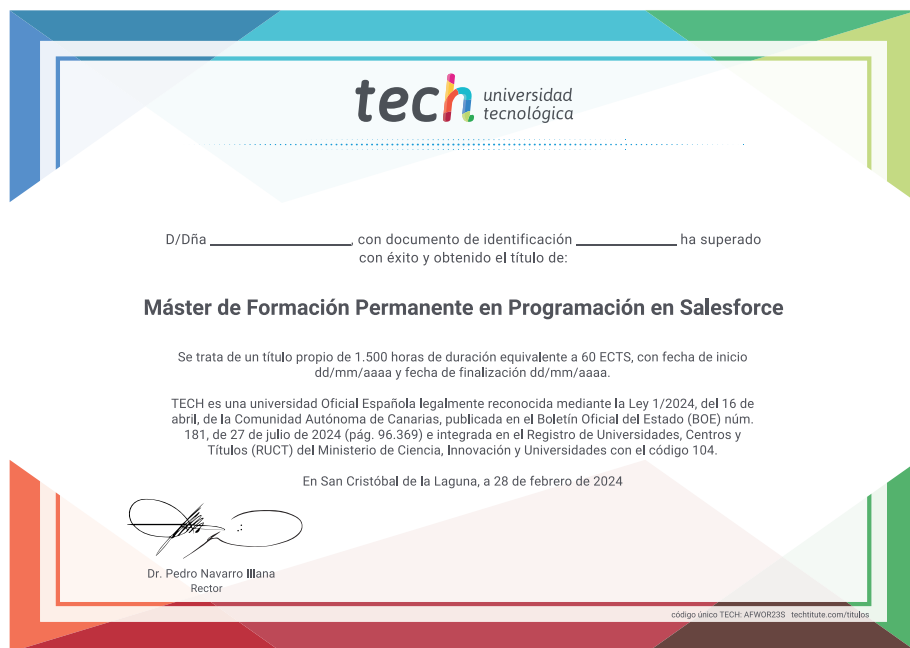 tech universidad
tecnológica
D/Dña ______________, con documento de identificación __________ ha superado
con éxito y obtenido el título de:
Máster de Formación Permanente en Programación en Salesforce
Se trata de un título propio de 1.500 horas de duración equivalente a 60 ECTS, con fecha de inicio
dd/mm/aaaa y fecha de finalización dd/mm/aaaa.
TECH es una universidad Oficial Española legalmente reconocida mediante la Ley 1/2024, del 16 de
abril, de la Comunidad Autónoma de Canarias, publicada en el Boletín Oficial del Estado (BOE) núm.
181, de 27 de julio de 2024 (pág. 96.369) e integrada en el Registro de Universidades, Centros y
Títulos (RUCT) del Ministerio de Ciencia, Innovación y Universidades con el código 104.
En San Cristóbal de la Laguna, a 28 de febrero de 2024
Dr. Pedro Navarro Illana
Rector
código único TECH: AFWOR23S techtitute.com/titulos